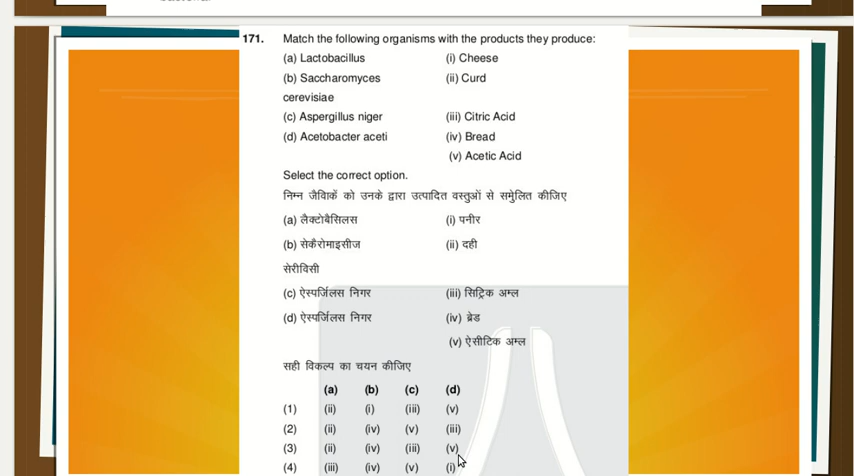 171. Match the following organisms with the products they produce:
(a) Lactobacillus (i) Cheese
(b) Saccharomyces (ii) Curd
cerevisiae
(c) Aspergillus niger (iii) Citric Acid
(d) Acetobacter aceti (iv) Bread
(v) Acetic Acid
Select the correct option.
निम्न जैविाकें को उनके द्वारा उत्पादित वस्तुओं से समुेलित कीजिए
(a) लैक्टोबैसिलस (i) पनीर
(b) सेकैरोमाइसीज (ii) दही
सेरीविसी
(c) ऐस्पर्जिलस निगर (iii) सिट्रिक अम्ल
(d) ऐस्पर्जिलस निगर (iv) ब्रेड
(v) ऐसीटिक अम्ल
सही विकल्प का चयन कीजिए
(a) (b) (c) (d)
(1) (ii) (i) (iii) (v)
(2) (ii) (iv) (v) (iii)
(3) (ii) (iv) (iii) (v)
(4) (iii) (iv) (v) (i)